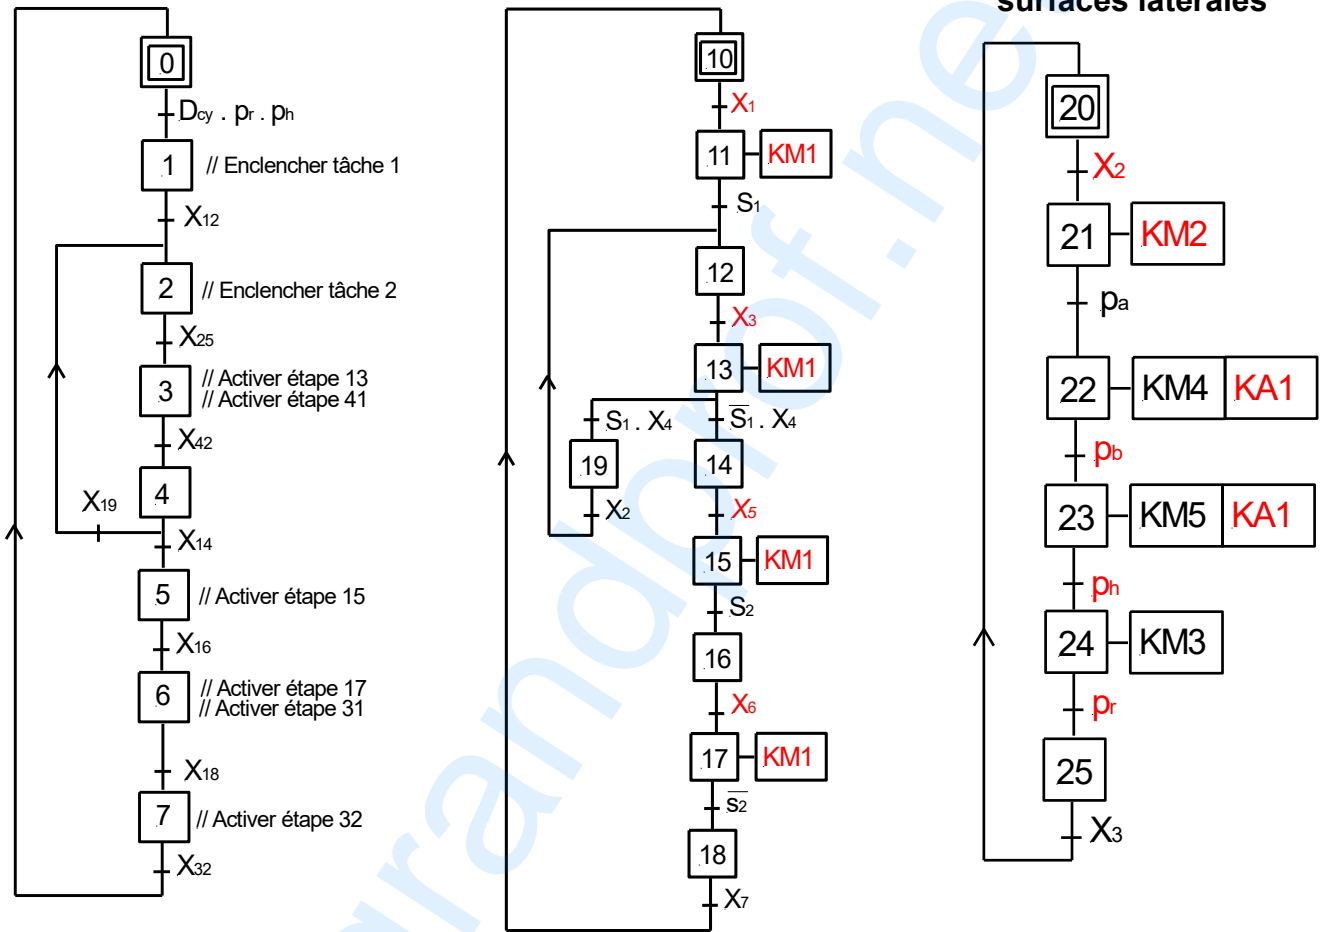 surfaces latérales
0
Dcy . pr . ph
1 // Enclencher tâche 1
X12
2 // Enclencher tâche 2
X25
3 // Activer étape 13
// Activer étape 41
X42
4
X19
X14
5 // Activer étape 15
X16
6 // Activer étape 17
// Activer étape 31
X18
7 // Activer étape 32
X32
10
X1
11 KM1
S1
12
X3
13 KM1
S1 . X4 S̅1 . X4
19 14
X2 X5
15 KM1
S2
16
X6
17 KM1
s̅2
18
X7
20
X2
21 KM2
pa
22 KM4 KA1
pb
23 KM5 KA1
ph
24 KM3
pr
25
X3
grandprof.ne